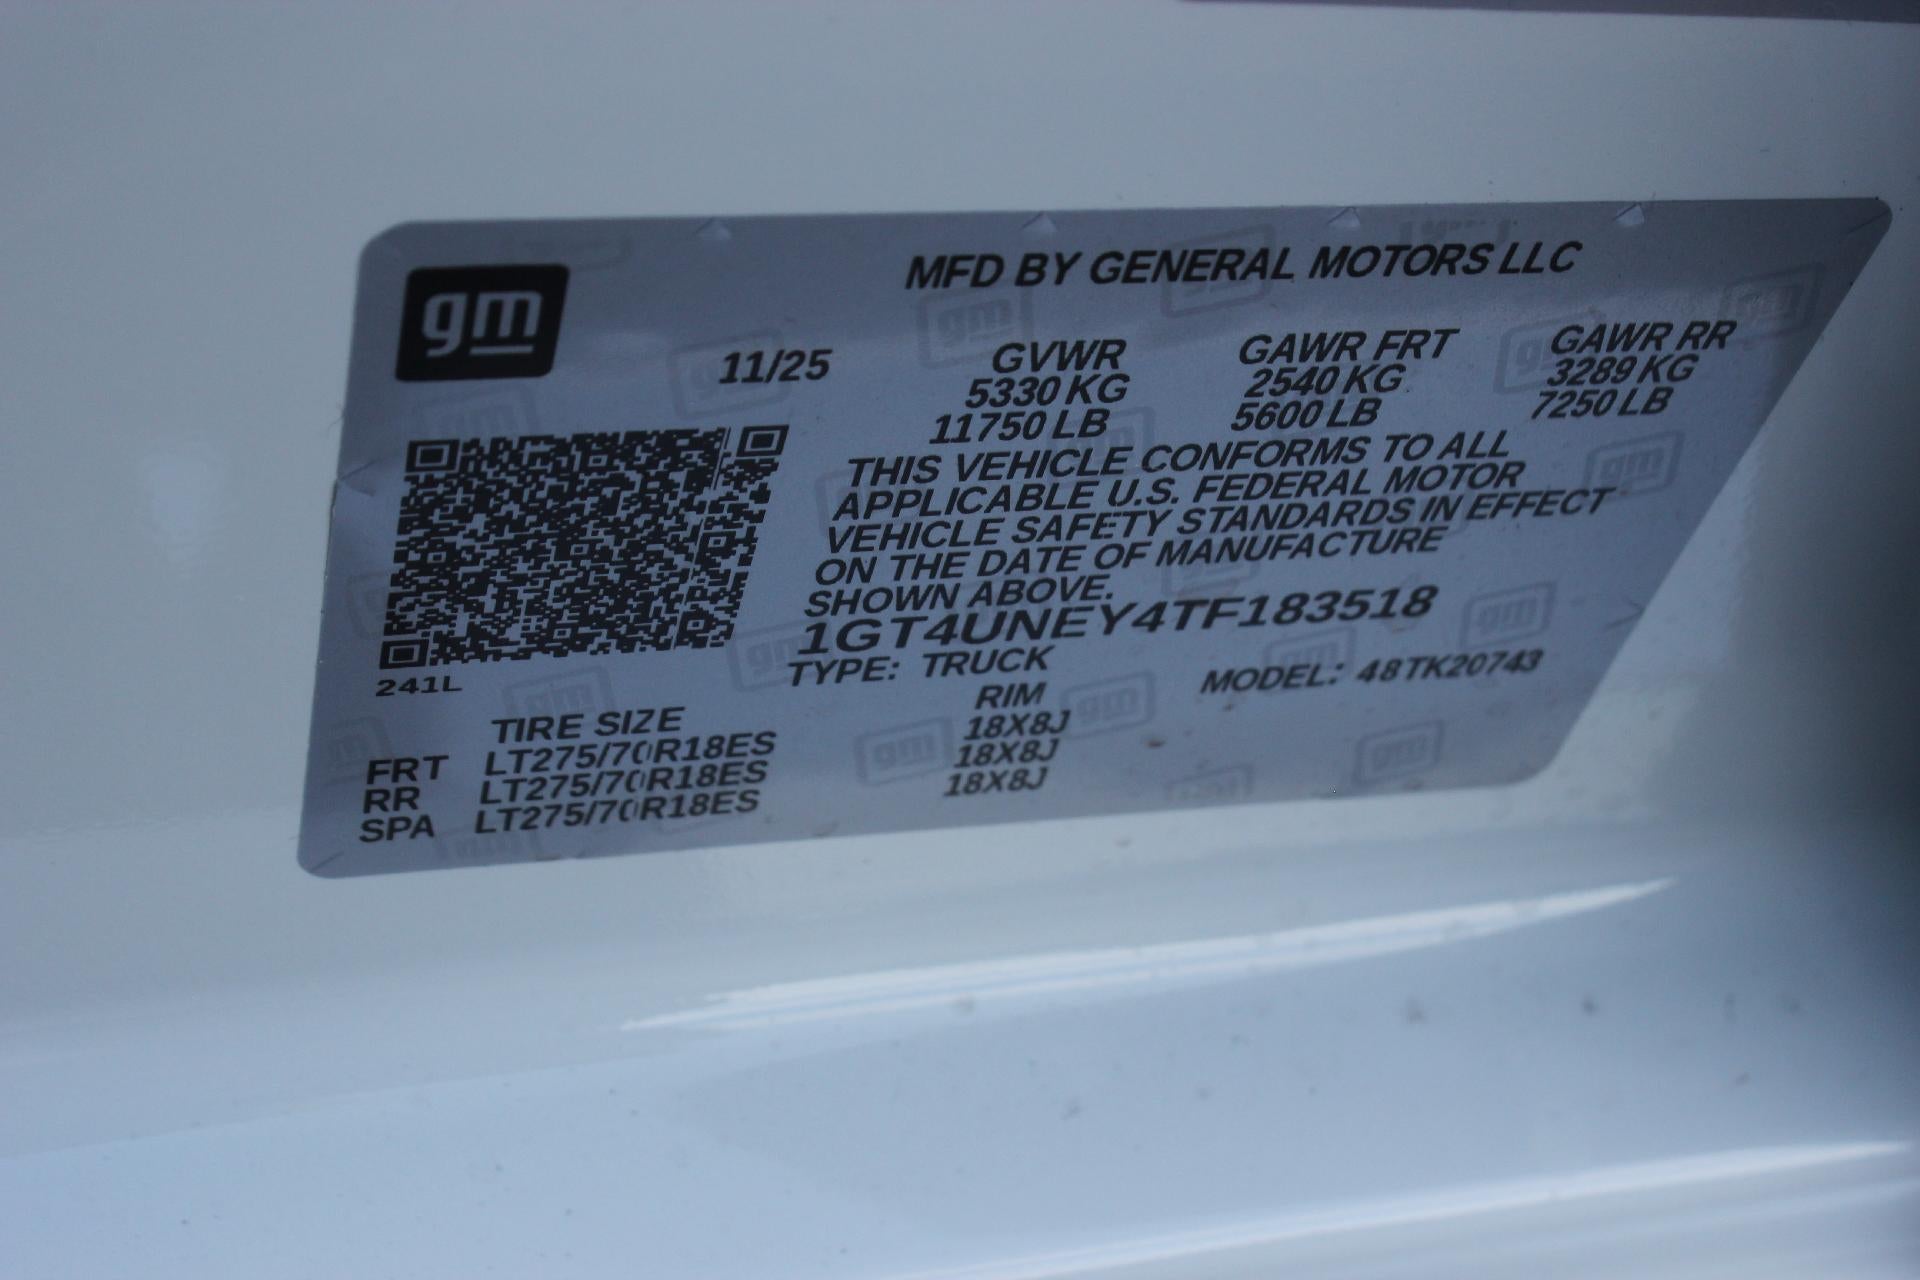 gm
MFD BY GENERAL MOTORS LLC
11/25
GVWR GAWR FRT GAWR RR
5330 KG 2540 KG 3289 KG
11750 LB 5600 LB 7250 LB
THIS VEHICLE CONFORMS TO ALL
APPLICABLE U.S. FEDERAL MOTOR
VEHICLE SAFETY STANDARDS IN EFFECT
ON THE DATE OF MANUFACTURE
SHOWN ABOVE.
1GT4UNEY4TF183518
TYPE: TRUCK MODEL: 48TK20743
241L
TIRE SIZE RIM
FRT LT275/70R18ES 18X8J
RR LT275/70R18ES 18X8J
SPA LT275/70R18ES 18X8J